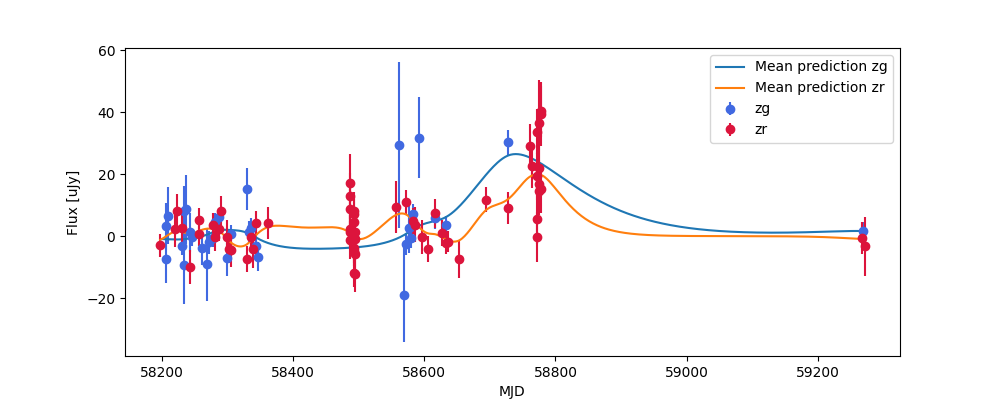 60
40
20
0
−20
Flux [uJy]
58200
58400
58600
58800
59000
59200
MJD
Mean prediction zg
Mean prediction zr
zg
zr